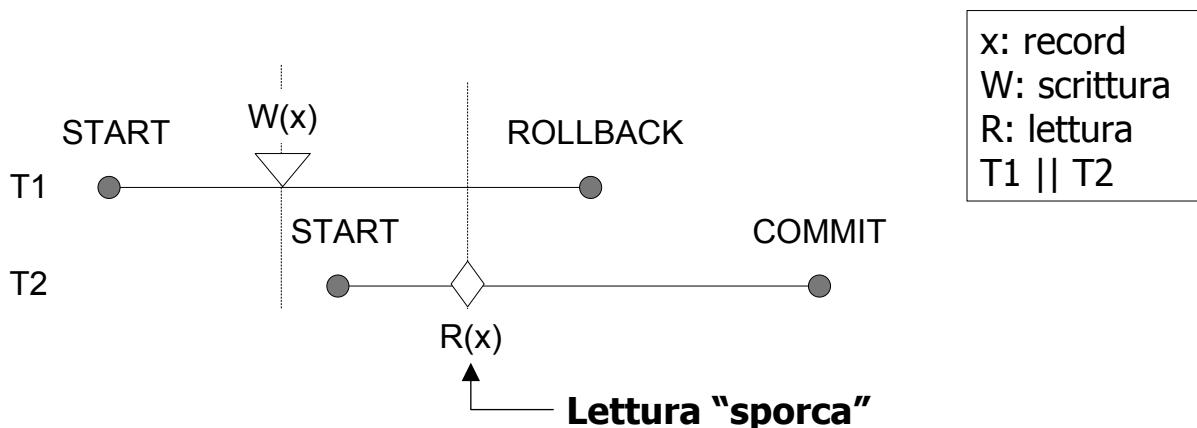 x: record
W: scrittura
R: lettura
T1 || T2
W(x)
START ROLLBACK
T1
START COMMIT
T2
R(x)
Lettura “sporca”